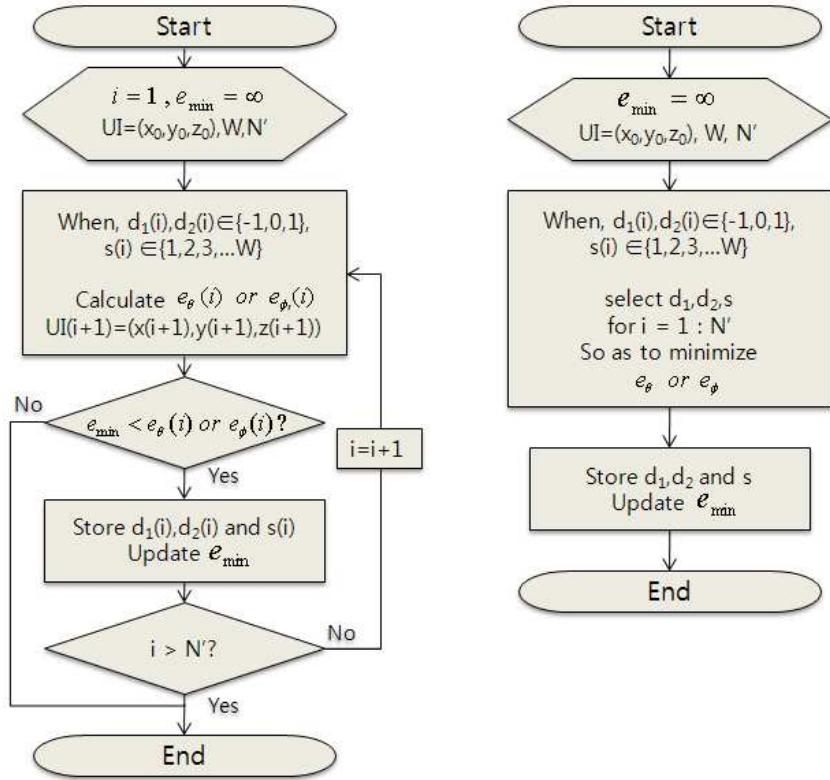 Start
i = 1 , e_min = ∞
UI=(x₀,y₀,z₀),W,N'
When, d₁(i),d₂(i)∈{-1,0,1},
s(i) ∈{1,2,3,...W}
Calculate e_θ(i) or e_ϕ(i)
UI(i+1)=(x(i+1),y(i+1),z(i+1))
No
e_min < e_θ(i) or e_ϕ(i)?
i=i+1
Yes
Store d₁(i),d₂(i) and s(i)
Update e_min
No
i > N'?
Yes
End
Start
e_min = ∞
UI=(x₀,y₀,z₀), W, N'
When, d₁(i),d₂(i)∈{-1,0,1},
s(i) ∈{1,2,3,...W}
select d₁,d₂,s
for i = 1 : N'
So as to minimize
e_θ or e_ϕ
Store d₁,d₂ and s
Update e_min
End